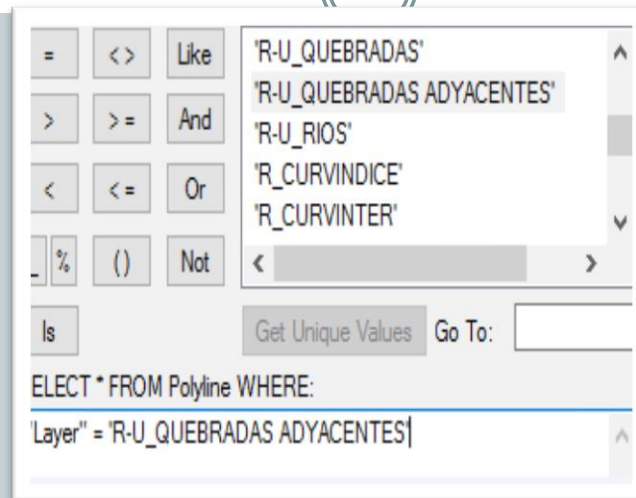 = <> Like
> >= And
< <= Or
_ % () Not
Is
'R-U_QUEBRADAS'
'R-U_QUEBRADAS ADYACENTES'
'R-U_RIOS'
'R_CURVINDICE'
'R_CURVINTER'
Get Unique Values Go To:
ELECT * FROM Polyline WHERE:
"Layer" = 'R-U_QUEBRADAS ADYACENTES'